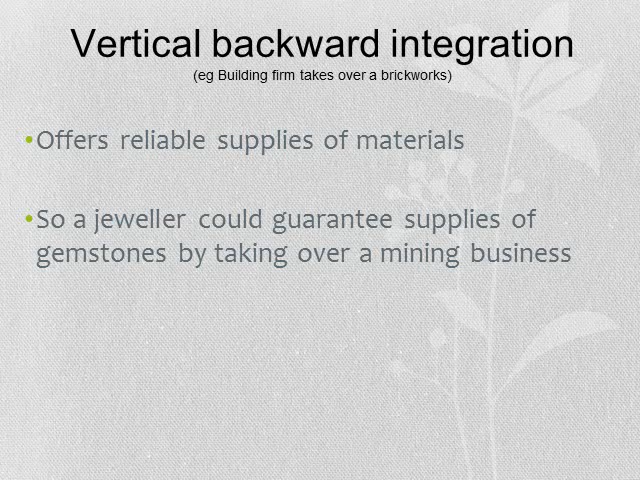 Vertical backward integration
(eg Building firm takes over a brickworks)
•Offers reliable supplies of materials
•So a jeweller could guarantee supplies of
gemstones by taking over a mining business